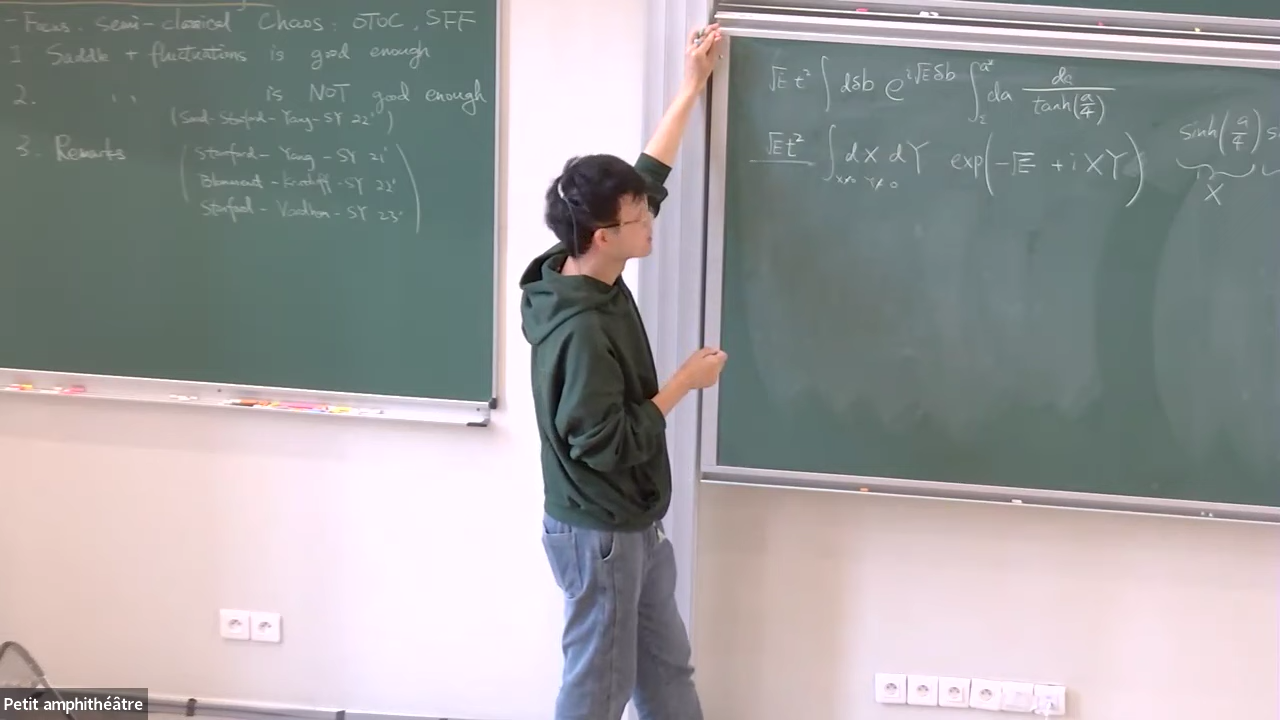 - Focus. semi-classical Chaos: OTOC, SFF
1 Saddle + fluctuations is good enough
2. ,, is NOT good enough
(Saad-Stanford-Yang-SY 22')
3. Remarks (Stanford-Yang-SY 21'
Blommaert-Kruthoff-SY 22'
Stanford-Vardhan-SY 23')
√E t² ∫ dδb e^{i√E δb} ∫_ε^{a*} da da/tanh(a/4)
√E t² ∫_{X≠0 Y≠0} dX dY exp(-√E + i XY) sinh(a/4) s
X
Petit amphithéâtre